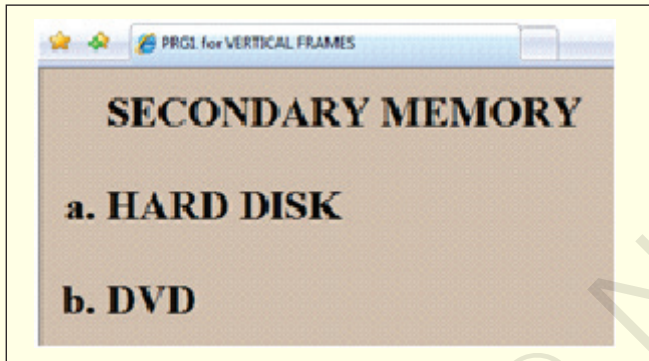 PRG1 for VERTICAL FRAMES
SECONDARY MEMORY
a. HARD DISK
b. DVD